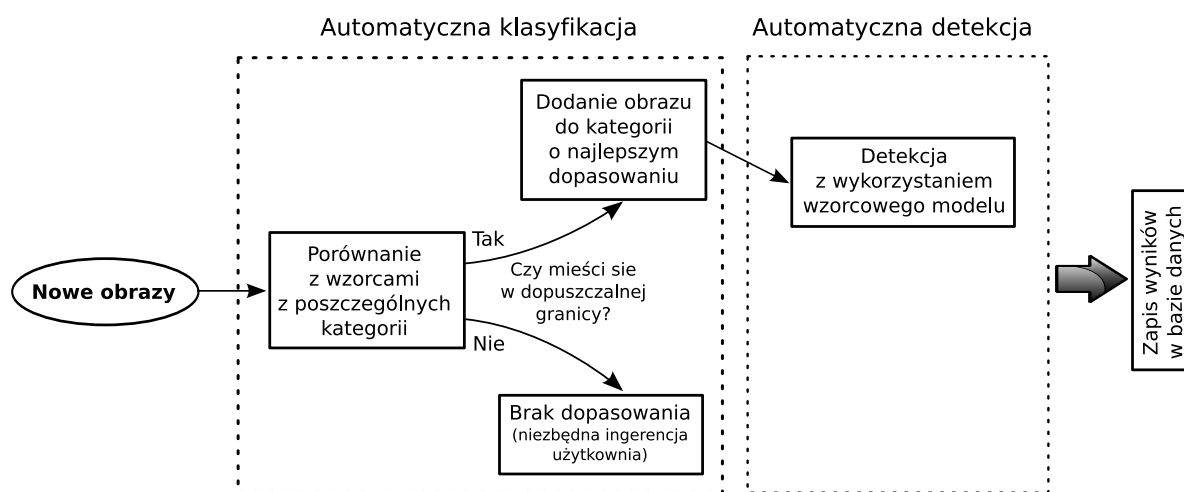 Automatyczna klasyfikacja
Automatyczna detekcja
Nowe obrazy
Porównanie
z wzorcami
z poszczególnych
kategorii
Tak
Czy mieści sie
w dopuszczalnej
granicy?
Nie
Dodanie obrazu
do kategorii
o najlepszym
dopasowaniu
Brak dopasowania
(niezbędna ingerencja
użytkownia)
Detekcja
z wykorzystaniem
wzorcowego modelu
Zapis wyników
w bazie danych